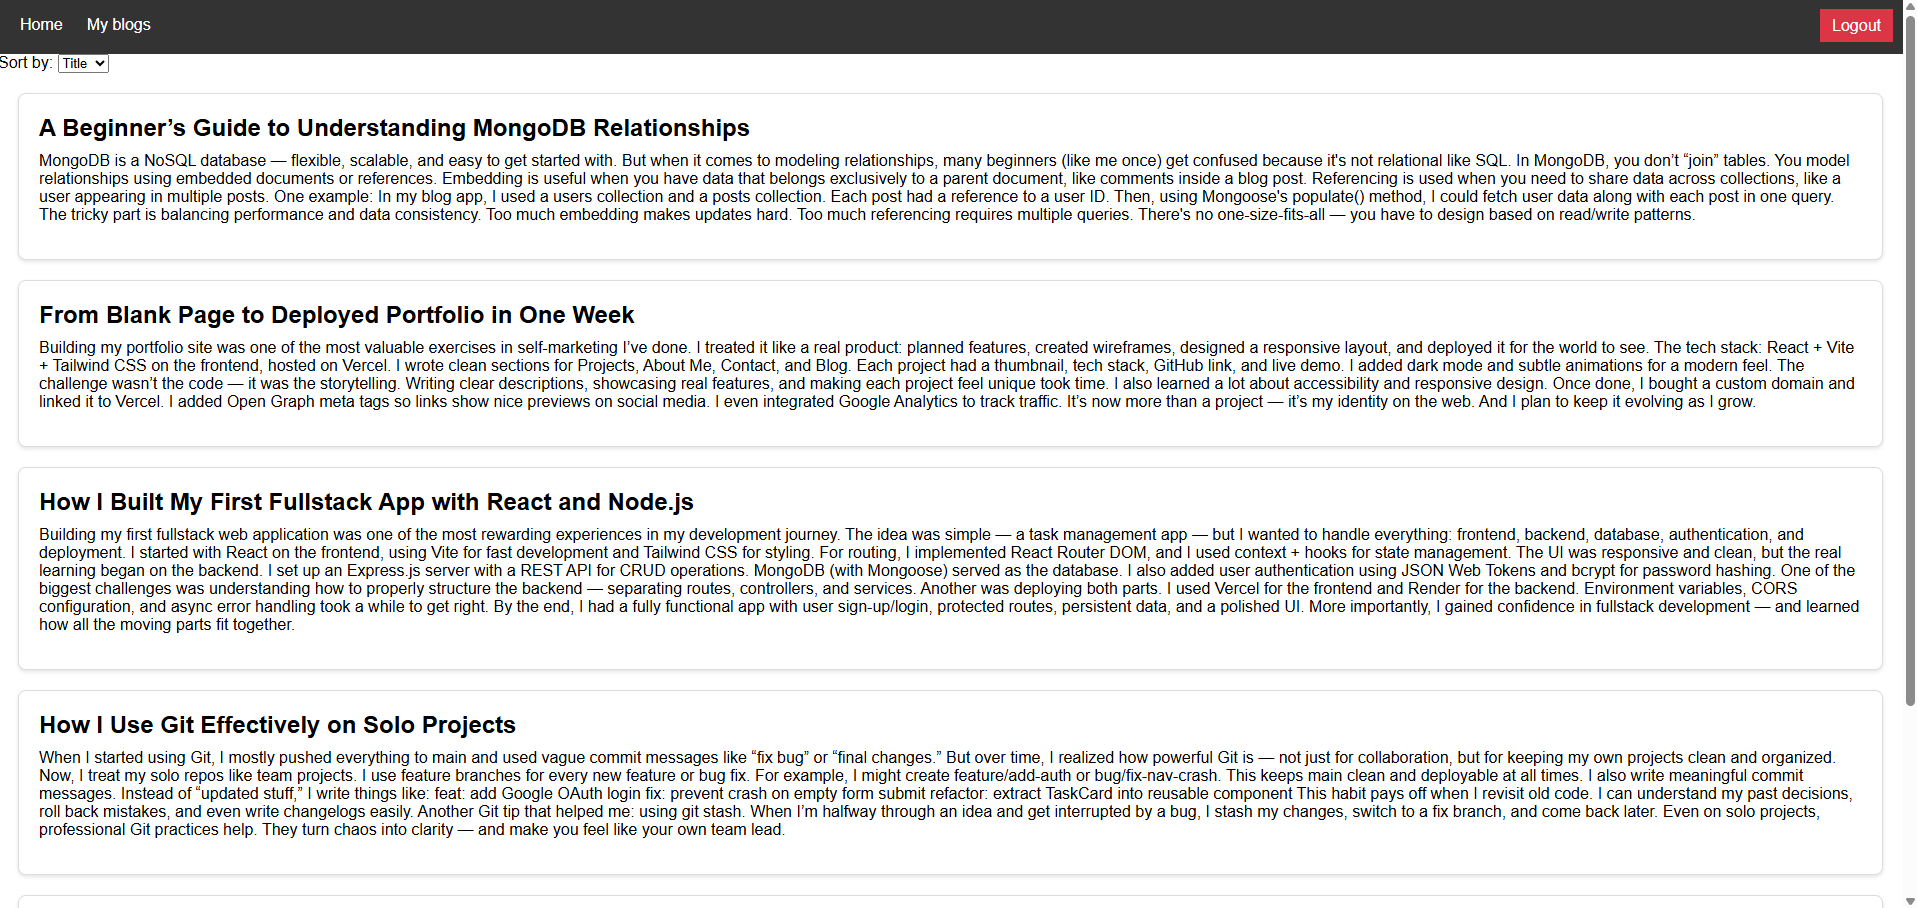 Home My blogs Logout
Sort by: Title
A Beginner’s Guide to Understanding MongoDB Relationships
MongoDB is a NoSQL database — flexible, scalable, and easy to get started with. But when it comes to modeling relationships, many beginners (like me once) get confused because it's not relational like SQL. In MongoDB, you don’t “join” tables. You model
relationships using embedded documents or references. Embedding is useful when you have data that belongs exclusively to a parent document, like comments inside a blog post. Referencing is used when you need to share data across collections, like a
user appearing in multiple posts. One example: In my blog app, I used a users collection and a posts collection. Each post had a reference to a user ID. Then, using Mongoose's populate() method, I could fetch user data along with each post in one query.
The tricky part is balancing performance and data consistency. Too much embedding makes updates hard. Too much referencing requires multiple queries. There's no one-size-fits-all — you have to design based on read/write patterns.
From Blank Page to Deployed Portfolio in One Week
Building my portfolio site was one of the most valuable exercises in self-marketing I’ve done. I treated it like a real product: planned features, created wireframes, designed a responsive layout, and deployed it for the world to see. The tech stack: React + Vite
+ Tailwind CSS on the frontend, hosted on Vercel. I wrote clean sections for Projects, About Me, Contact, and Blog. Each project had a thumbnail, tech stack, GitHub link, and live demo. I added dark mode and subtle animations for a modern feel. The
challenge wasn’t the code — it was the storytelling. Writing clear descriptions, showcasing real features, and making each project feel unique took time. I also learned a lot about accessibility and responsive design. Once done, I bought a custom domain and
linked it to Vercel. I added Open Graph meta tags so links show nice previews on social media. I even integrated Google Analytics to track traffic. It’s now more than a project — it’s my identity on the web. And I plan to keep it evolving as I grow.
How I Built My First Fullstack App with React and Node.js
Building my first fullstack web application was one of the most rewarding experiences in my development journey. The idea was simple — a task management app — but I wanted to handle everything: frontend, backend, database, authentication, and
deployment. I started with React on the frontend, using Vite for fast development and Tailwind CSS for styling. For routing, I implemented React Router DOM, and I used context + hooks for state management. The UI was responsive and clean, but the real
learning began on the backend. I set up an Express.js server with a REST API for CRUD operations. MongoDB (with Mongoose) served as the database. I also added user authentication using JSON Web Tokens and bcrypt for password hashing. One of the
biggest challenges was understanding how to properly structure the backend — separating routes, controllers, and services. Another was deploying both parts. I used Vercel for the frontend and Render for the backend. Environment variables, CORS
configuration, and async error handling took a while to get right. By the end, I had a fully functional app with user sign-up/login, protected routes, persistent data, and a polished UI. More importantly, I gained confidence in fullstack development — and learned
how all the moving parts fit together.
How I Use Git Effectively on Solo Projects
When I started using Git, I mostly pushed everything to main and used vague commit messages like “fix bug” or “final changes.” But over time, I realized how powerful Git is — not just for collaboration, but for keeping my own projects clean and organized.
Now, I treat my solo repos like team projects. I use feature branches for every new feature or bug fix. For example, I might create feature/add-auth or bug/fix-nav-crash. This keeps main clean and deployable at all times. I also write meaningful commit
messages. Instead of “updated stuff,” I write things like: feat: add Google OAuth login fix: prevent crash on empty form submit refactor: extract TaskCard into reusable component This habit pays off when I revisit old code. I can understand my past decisions,
roll back mistakes, and even write changelogs easily. Another Git tip that helped me: using git stash. When I’m halfway through an idea and get interrupted by a bug, I stash my changes, switch to a fix branch, and come back later. Even on solo projects,
professional Git practices help. They turn chaos into clarity — and make you feel like your own team lead.